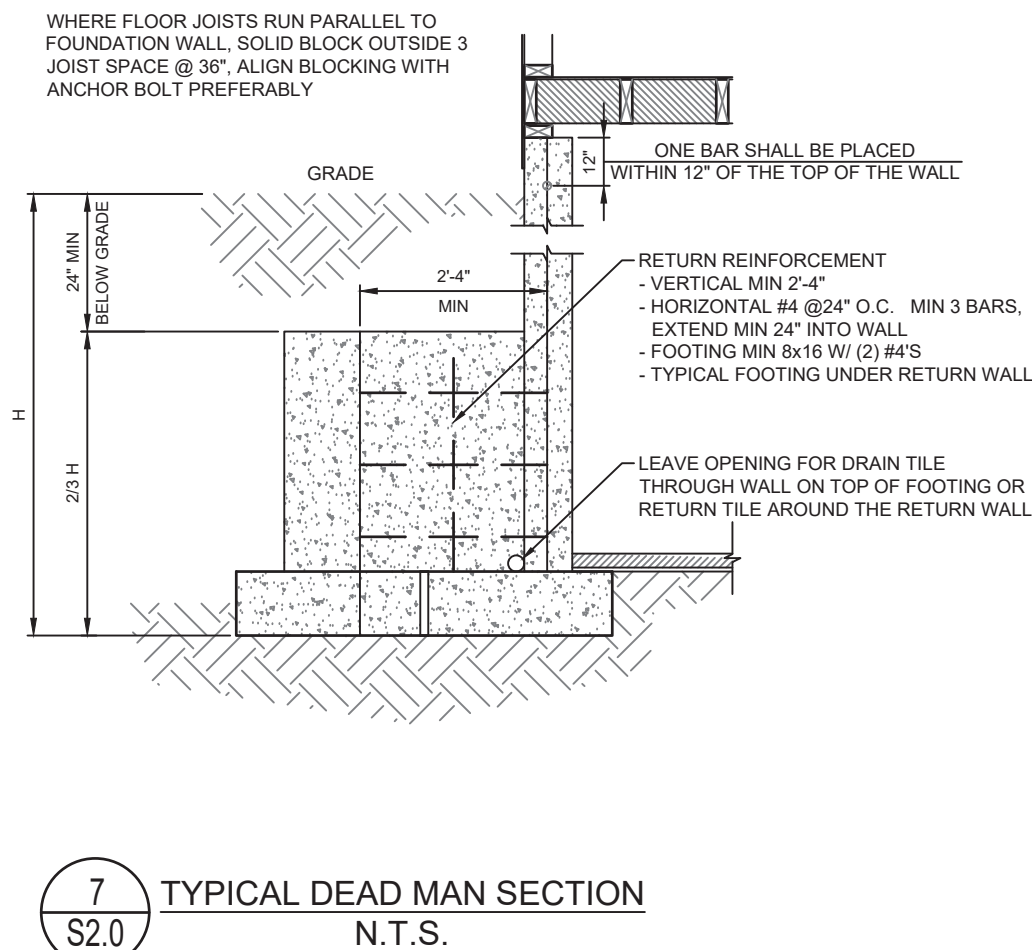 WHERE FLOOR JOISTS RUN PARALLEL TO
FOUNDATION WALL, SOLID BLOCK OUTSIDE 3
JOIST SPACE @ 36", ALIGN BLOCKING WITH
ANCHOR BOLT PREFERABLY
12"
ONE BAR SHALL BE PLACED
WITHIN 12" OF THE TOP OF THE WALL
GRADE
24" MIN
BELOW GRADE
2'-4"
MIN
RETURN REINFORCEMENT
- VERTICAL MIN 2'-4"
- HORIZONTAL #4 @24" O.C. MIN 3 BARS,
EXTEND MIN 24" INTO WALL
- FOOTING MIN 8x16 W/ (2) #4'S
- TYPICAL FOOTING UNDER RETURN WALL
H
2/3 H
LEAVE OPENING FOR DRAIN TILE
THROUGH WALL ON TOP OF FOOTING OR
RETURN TILE AROUND THE RETURN WALL
7
S2.0
TYPICAL DEAD MAN SECTION
N.T.S.